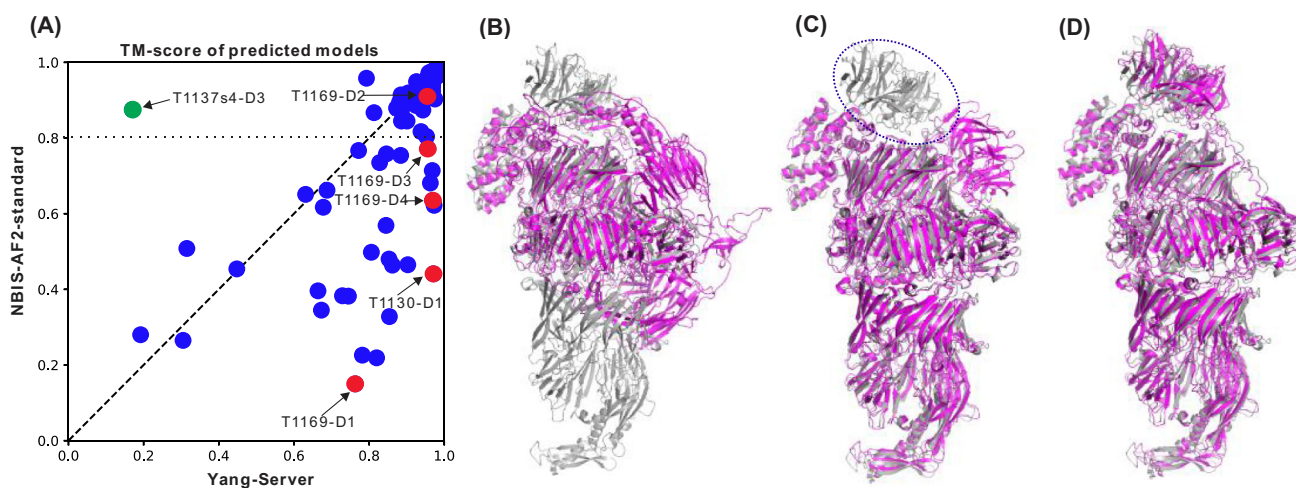 (A)
(B)
(C)
(D)
TM-score of predicted models
1.0
0.8
0.6
0.4
0.2
0.0
NBIS-AF2-standard
T1137s4-D3
T1169-D2
T1169-D3
T1169-D4
T1130-D1
T1169-D1
0.0 0.2 0.4 0.6 0.8 1.0
Yang-Server